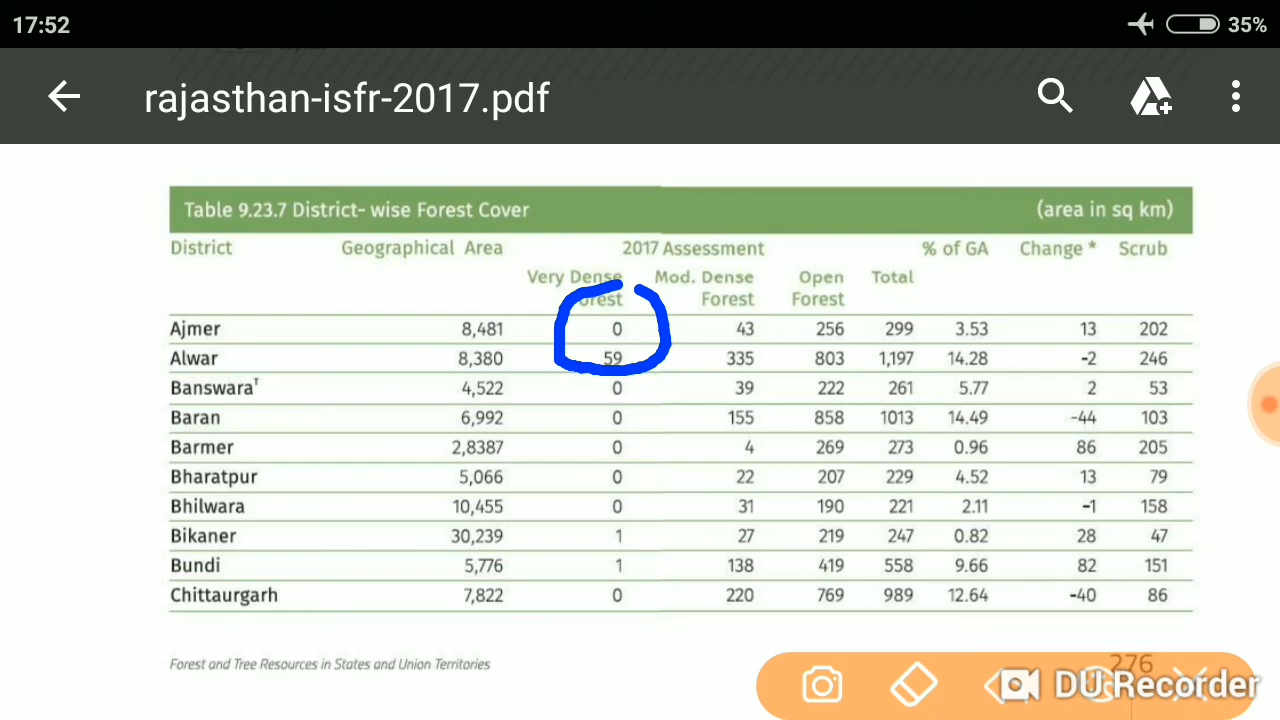 17:52 35%
rajasthan-isfr-2017.pdf
Table 9.23.7 District- wise Forest Cover (area in sq km)
District Geographical Area 2017 Assessment % of GA Change * Scrub
Very Dense Mod. Dense Open Total
Forest Forest Forest
Ajmer 8,481 0 43 256 299 3.53 13 202
Alwar 8,380 59 335 803 1,197 14.28 -2 246
Banswara† 4,522 0 39 222 261 5.77 2 53
Baran 6,992 0 155 858 1013 14.49 -44 103
Barmer 2,8387 0 4 269 273 0.96 86 205
Bharatpur 5,066 0 22 207 229 4.52 13 79
Bhilwara 10,455 0 31 190 221 2.11 -1 158
Bikaner 30,239 1 27 219 247 0.82 28 47
Bundi 5,776 1 138 419 558 9.66 82 151
Chittaurgarh 7,822 0 220 769 989 12.64 -40 86
Forest and Tree Resources in States and Union Territories 276
DU Recorder